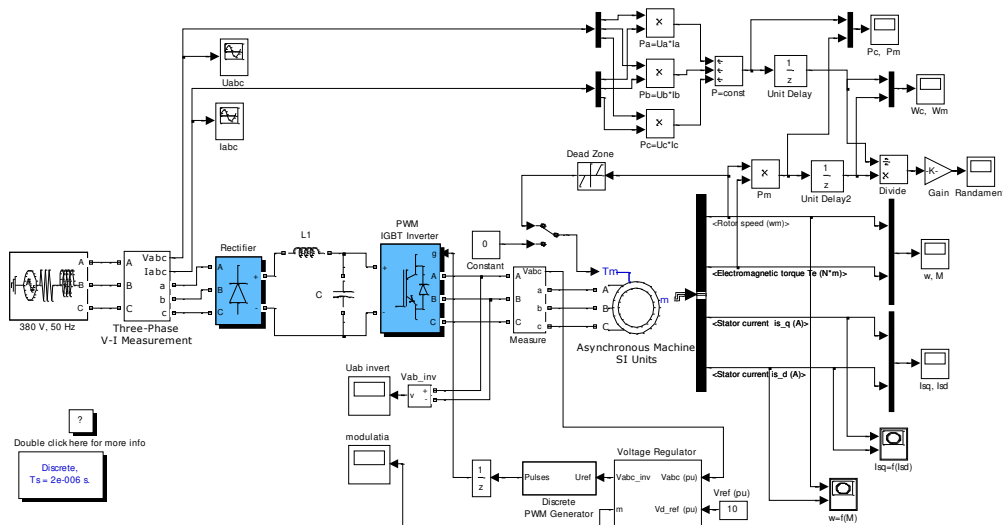 Uabc
Iabc
Pa=Ua*Ia
Pb=Ub*Ib
Pc=Uc*Ic
P=const
1
z
Unit Delay
Pc, Pm
Wc, Wm
Dead Zone
Pm
1
z
Unit Delay2
Divide
-K-
Gain
Randamen
0
Constant
<Rotor speed (wm)>
<Electromagnetic torque Te (N*m)>
<Stator current is_q (A)>
<Stator current is_d (A)>
w, M
Isq, Isd
Isq=f(Isd)
w=f(M)
A
B
C
380 V, 50 Hz
A
B
C
Vabc
Iabc
a
b
c
Three-Phase
V-I Measurement
Rectifier
A
B
C
+
-
L1
C
PWM
IGBT Inverter
+
-
g
A
B
C
Vabc
A
B
C
a
b
c
Measure
Tm
A
B
C
m
Asynchronous Machine
SI Units
Uab invert
Vab_inv
v
+
-
modulatia
?
Double click here for more info
Discrete,
Ts = 2e-006 s.
1
z
Pulses
Uref
Discrete
PWM Generator
Voltage Regulator
Vabc_inv
Vabc (pu)
m
Vd_ref (pu)
Vref (pu)
10